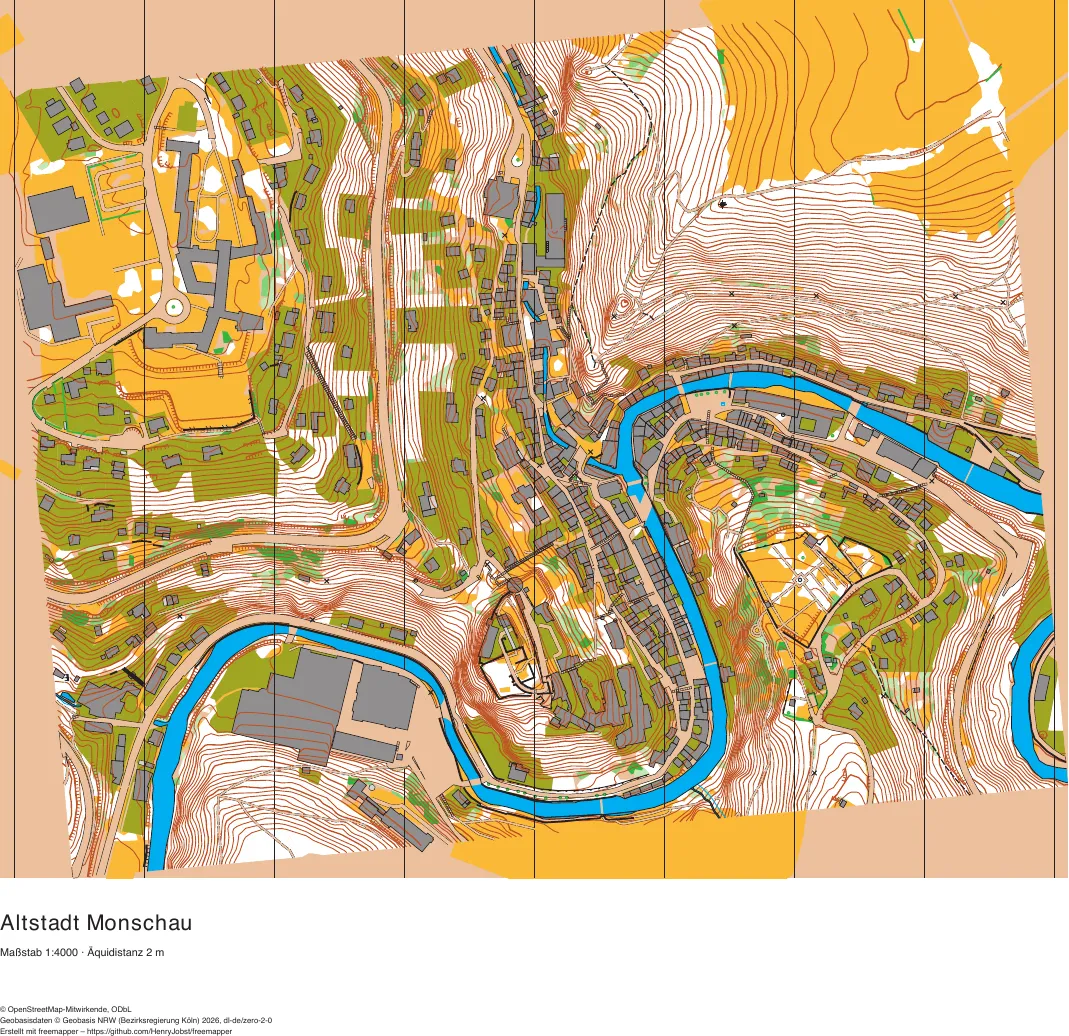 Altstadt Monschau
Maßstab 1:4000 · Äquidistanz 2 m
© OpenStreetMap-Mitwirkende, ODbL
Geobasisdaten © Geobasis NRW (Bezirksregierung Köln) 2026, dl-de/zero-2-0
Erstellt mit freemapper – https://github.com/HenryJobst/freemapper